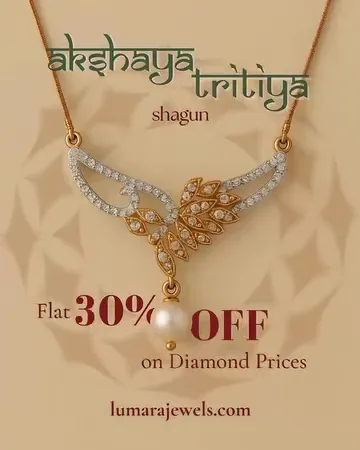 akshaya
tritiya
shagun
Flat 30% OFF
on Diamond Prices
lumarajewels.com